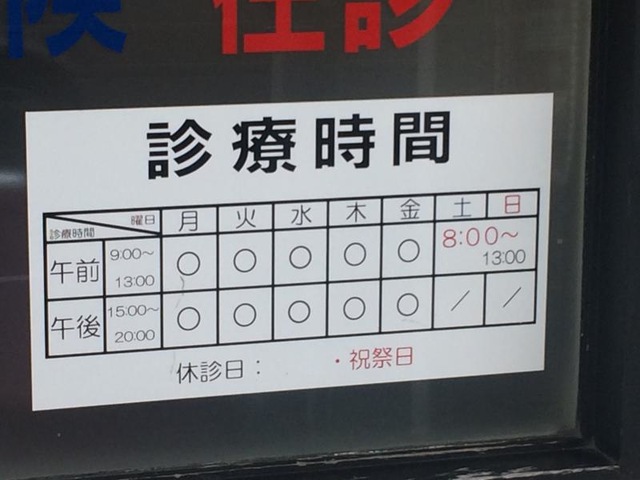 往診
診療時間
曜日 月 火 水 木 金 土 日
診療時間
午前 9:00～ 13:00 ○ ○ ○ ○ ○ 8:00～ 13:00
午後 15:00～ 20:00 ○ ○ ○ ○ ○ ／ ／
休診日： ・祝祭日